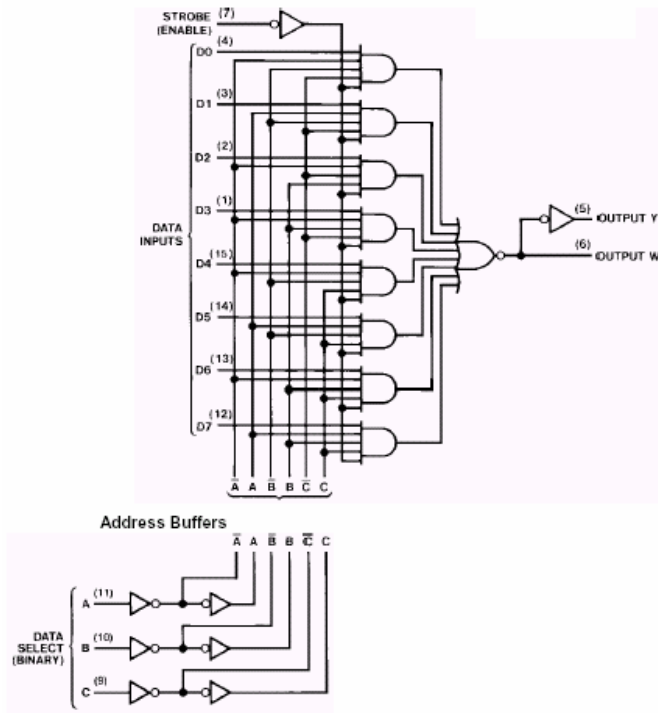 STROBE (7)
(ENABLE)
D0 (4)
D1 (3)
D2 (2)
D3 (1)
DATA
INPUTS
D4 (15)
D5 (14)
D6 (13)
D7 (12)
(5) OUTPUT Y
(6) OUTPUT W
A̅ A B̅ B C̅ C
Address Buffers
A̅ A B̅ B C̅ C
A (11)
DATA
SELECT
(BINARY)
B (10)
C (9)